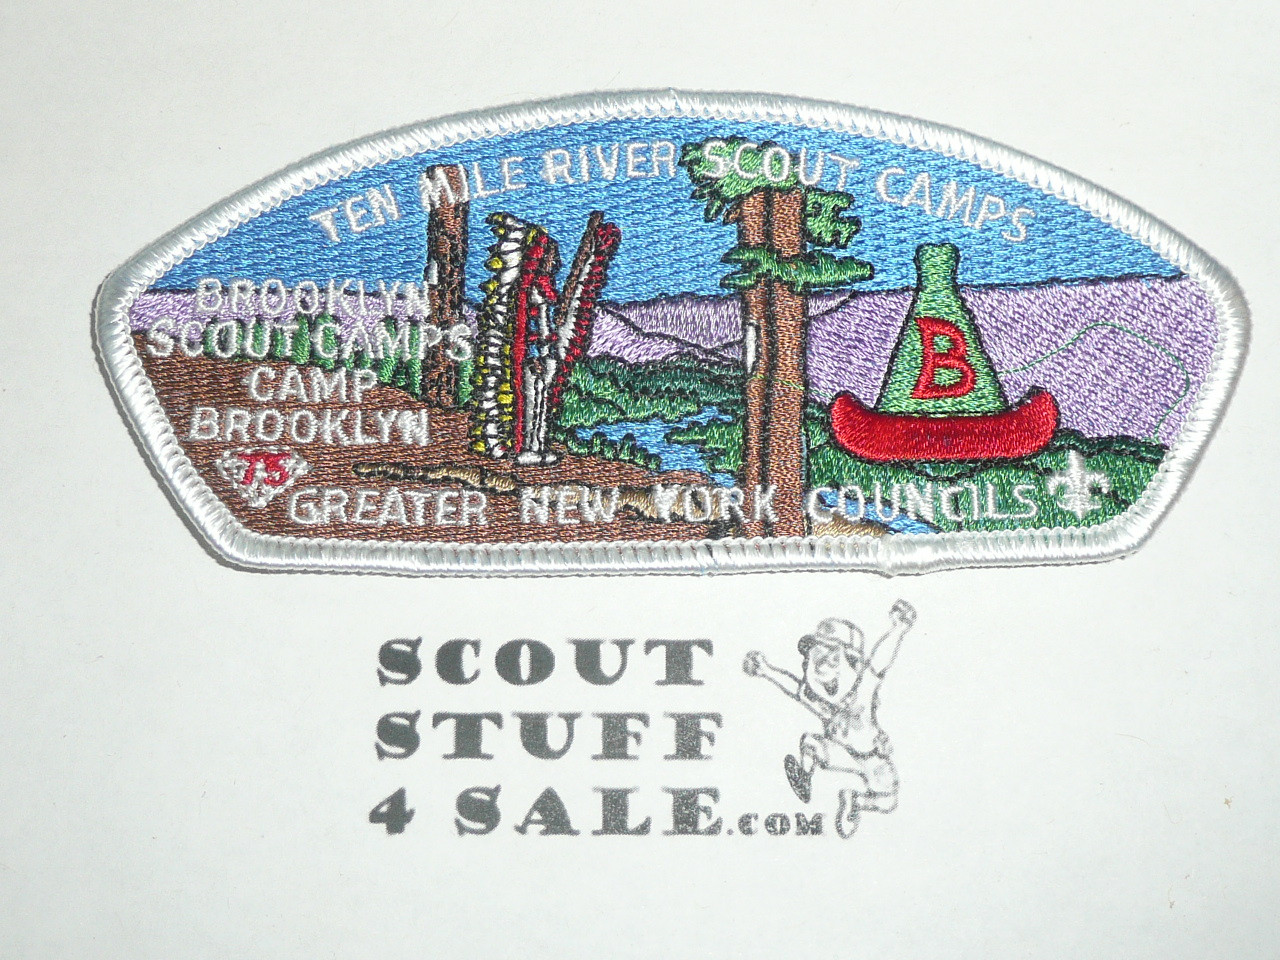 TEN MILE RIVER SCOUT CAMPS
BROOKLYN
SCOUT CAMPS
CAMP
BROOKLYN
75
GREATER NEW YORK COUNCILS
B
SCOUT
STUFF
4 SALE.COM